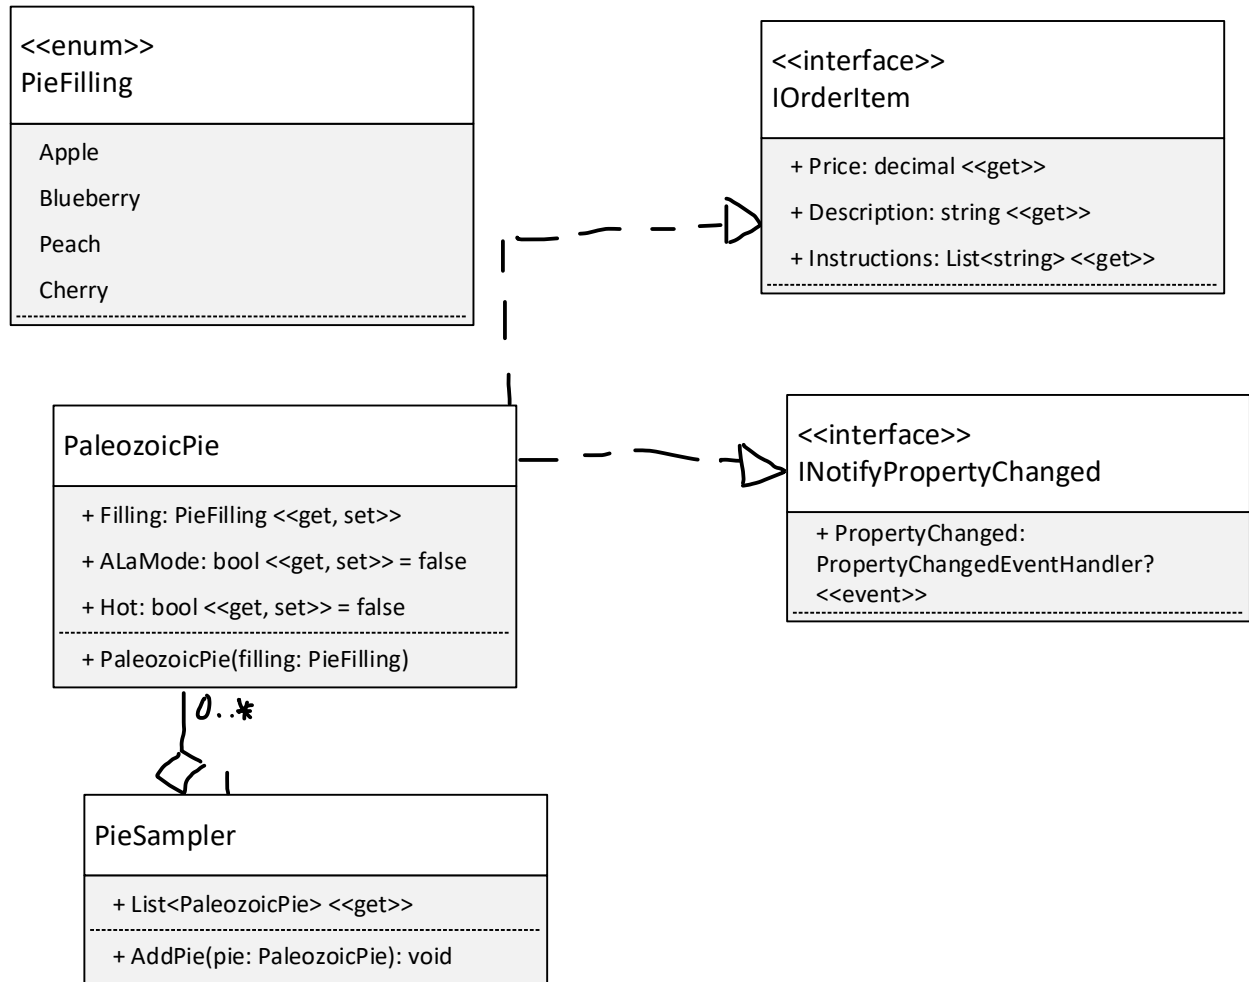 <<enum>>
PieFilling
Apple
Blueberry
Peach
Cherry
<<interface>>
IOrderItem
+ Price: decimal <<get>>
+ Description: string <<get>>
+ Instructions: List<string> <<get>>
PaleozoicPie
+ Filling: PieFilling <<get, set>>
+ ALaMode: bool <<get, set>> = false
+ Hot: bool <<get, set>> = false
+ PaleozoicPie(filling: PieFilling)
<<interface>>
INotifyPropertyChanged
+ PropertyChanged:
PropertyChangedEventHandler?
<<event>>
0..*
1
PieSampler
+ List<PaleozoicPie> <<get>>
+ AddPie(pie: PaleozoicPie): void